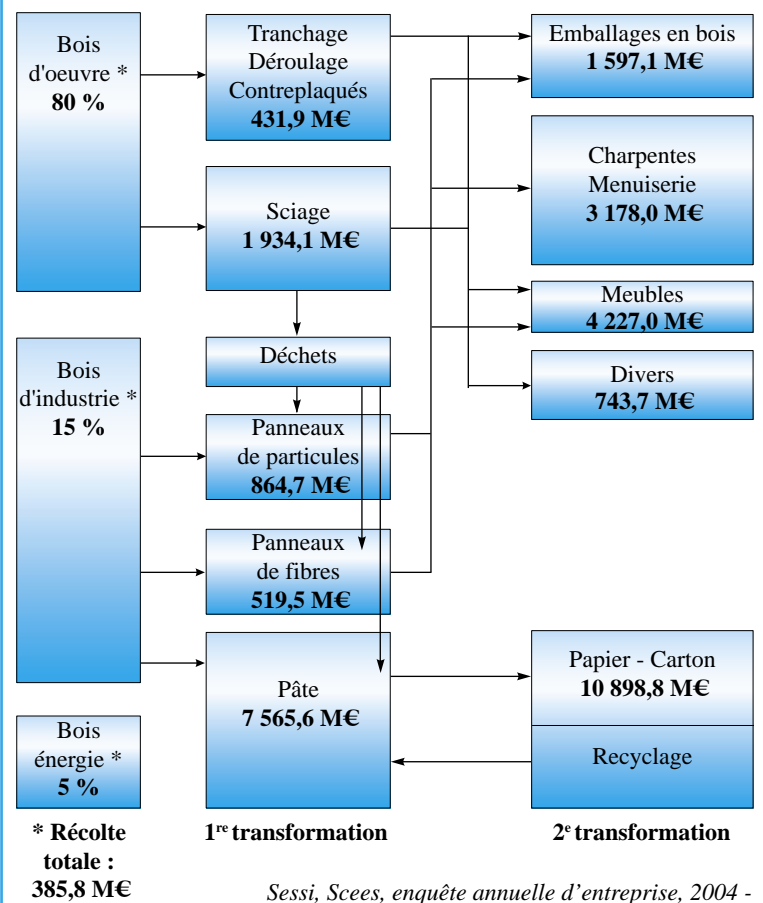 Bois
d'oeuvre *
80 %
Tranchage
Déroulage
Contreplaqués
431,9 M€
Emballages en bois
1 597,1 M€
Charpentes
Menuiserie
3 178,0 M€
Sciage
1 934,1 M€
Meubles
4 227,0 M€
Déchets
Divers
743,7 M€
Bois
d'industrie *
15 %
Panneaux
de particules
864,7 M€
Panneaux
de fibres
519,5 M€
Pâte
7 565,6 M€
Papier - Carton
10 898,8 M€
Recyclage
Bois
énergie *
5 %
* Récolte
totale :
385,8 M€
1re transformation
2e transformation
Sessi, Scees, enquête annuelle d’entreprise, 2004 -